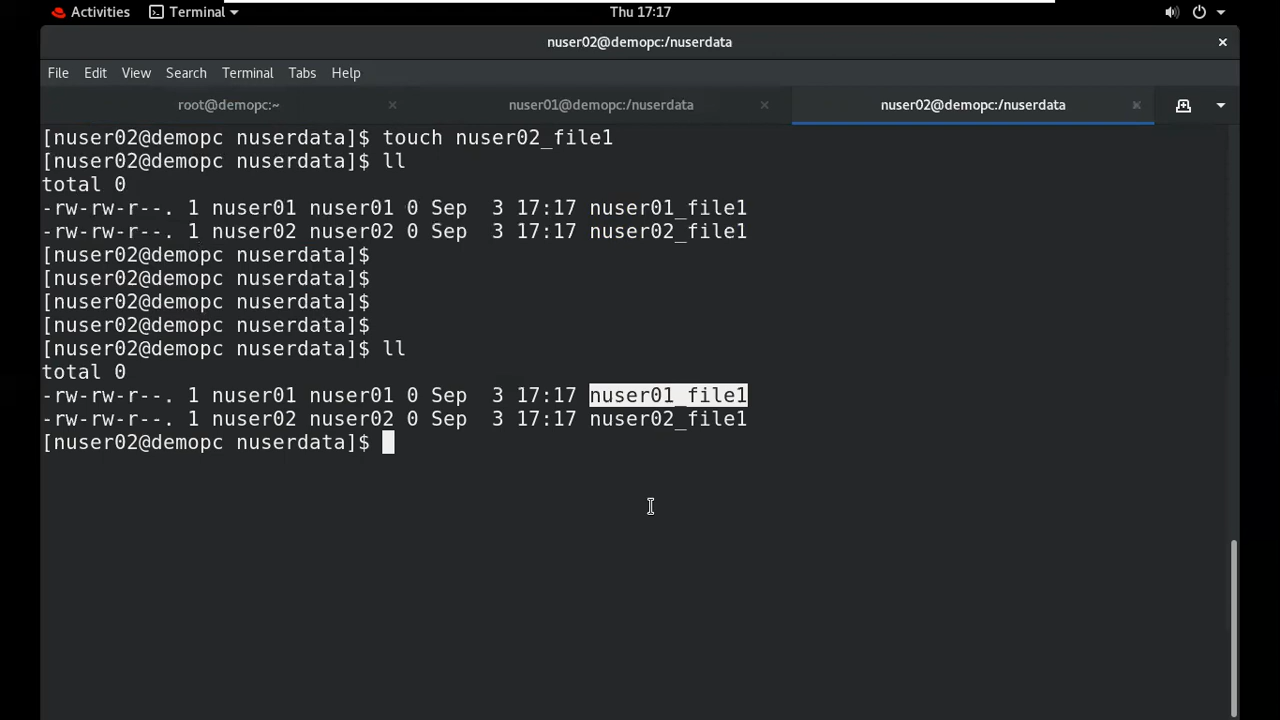 Activities Terminal Thu 17:17
nuser02@demopc:/nuserdata
File Edit View Search Terminal Tabs Help
root@demopc:~ nuser01@demopc:/nuserdata nuser02@demopc:/nuserdata
[nuser02@demopc nuserdata]$ touch nuser02_file1
[nuser02@demopc nuserdata]$ ll
total 0
-rw-rw-r--. 1 nuser01 nuser01 0 Sep  3 17:17 nuser01_file1
-rw-rw-r--. 1 nuser02 nuser02 0 Sep  3 17:17 nuser02_file1
[nuser02@demopc nuserdata]$
[nuser02@demopc nuserdata]$
[nuser02@demopc nuserdata]$
[nuser02@demopc nuserdata]$
[nuser02@demopc nuserdata]$ ll
total 0
-rw-rw-r--. 1 nuser01 nuser01 0 Sep  3 17:17 nuser01_file1
-rw-rw-r--. 1 nuser02 nuser02 0 Sep  3 17:17 nuser02_file1
[nuser02@demopc nuserdata]$